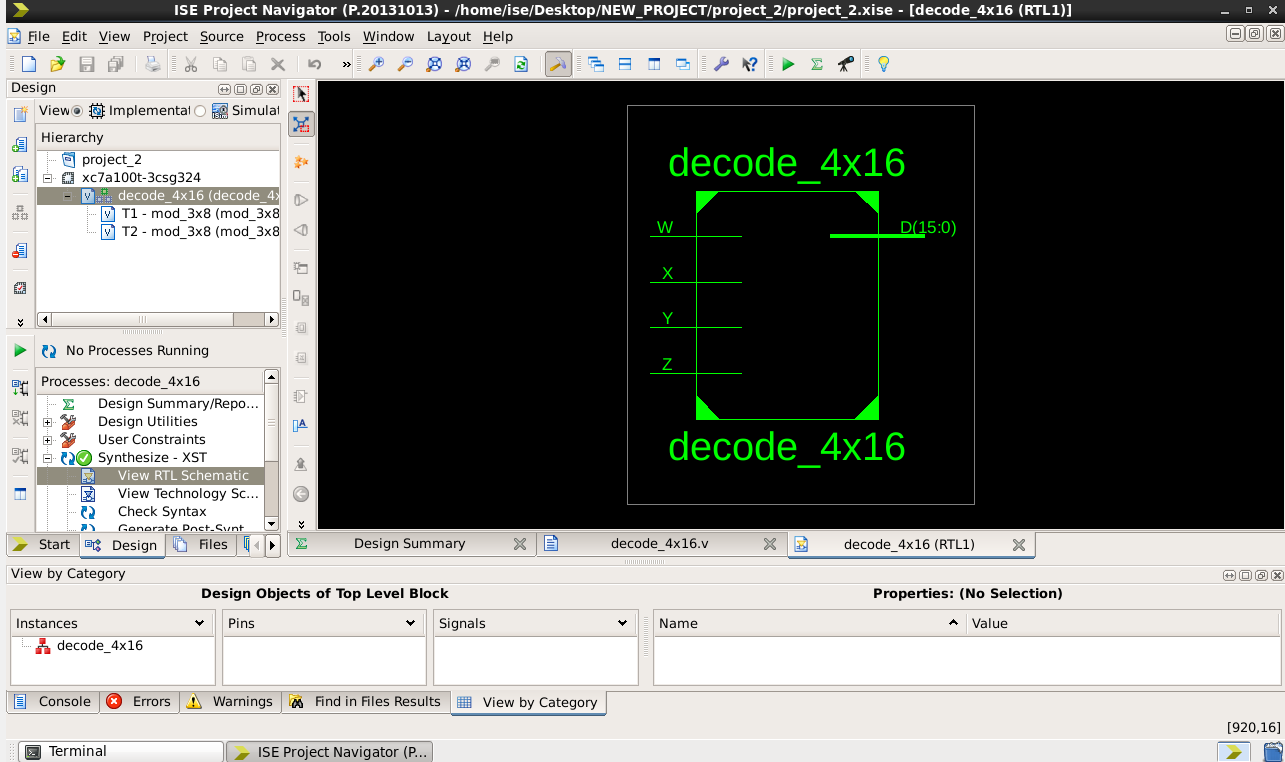 ISE Project Navigator (P.20131013) - /home/ise/Desktop/NEW_PROJECT/project_2/project_2.xise - [decode_4x16 (RTL1)]
File Edit View Project Source Process Tools Window Layout Help
Design
View Implementat Simulat
Hierarchy
project_2
xc7a100t-3csg324
decode_4x16 (decode_4x
T1 - mod_3x8 (mod_3x8
T2 - mod_3x8 (mod_3x8
No Processes Running
Processes: decode_4x16
Design Summary/Repo...
Design Utilities
User Constraints
Synthesize - XST
View RTL Schematic
View Technology Sc...
Check Syntax
Generate Post-Synt
Start Design Files
decode_4x16
W
D(15:0)
X
Y
Z
decode_4x16
Design Summary decode_4x16.v decode_4x16 (RTL1)
View by Category
Design Objects of Top Level Block Properties: (No Selection)
Instances Pins Signals Name Value
decode_4x16
Console Errors Warnings Find in Files Results View by Category
[920,16]
Terminal ISE Project Navigator (P...